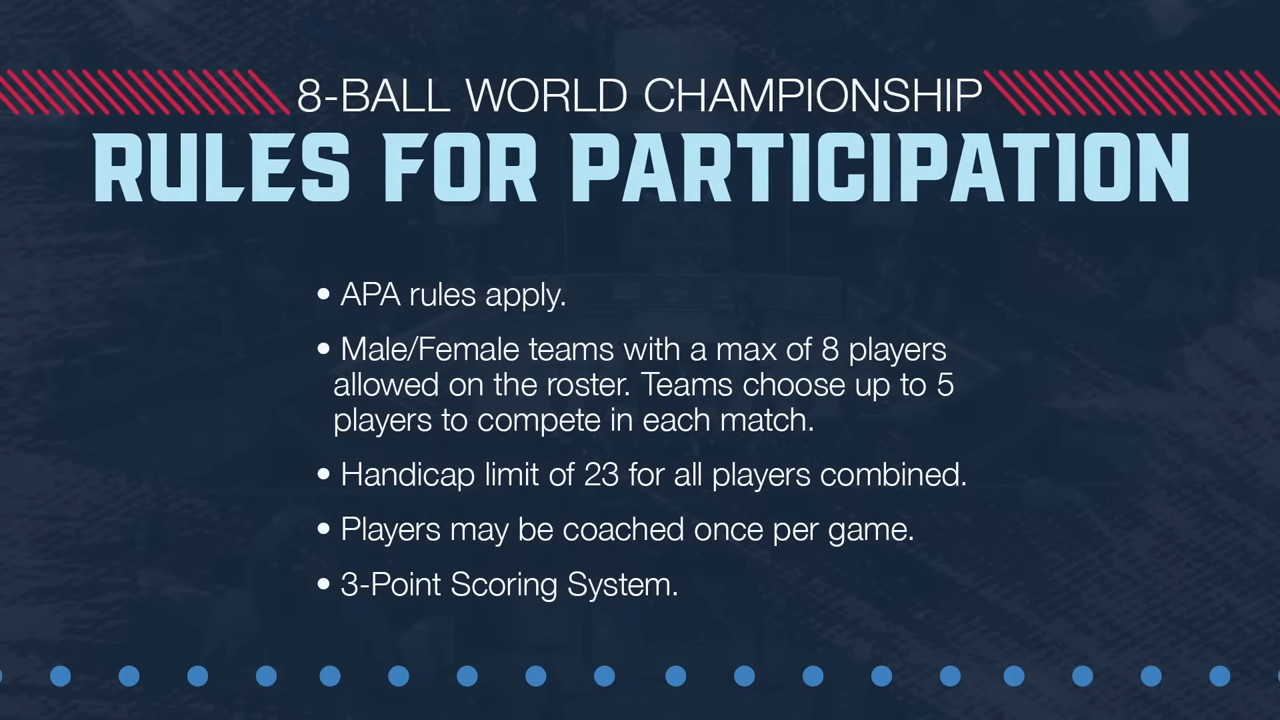 8-BALL WORLD CHAMPIONSHIP
RULES FOR PARTICIPATION
• APA rules apply.
• Male/Female teams with a max of 8 players
allowed on the roster. Teams choose up to 5
players to compete in each match.
• Handicap limit of 23 for all players combined.
• Players may be coached once per game.
• 3-Point Scoring System.